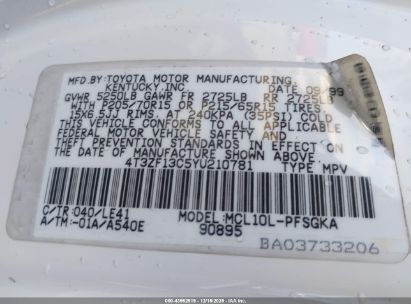 MFD.BY:TOYOTA MOTOR MANUFACTURING,
KENTUCKY,INC. DATE 09/99
GVWR 5250LB GAWR FR 2725LB RR 2725LB
WITH P205/70R15 OR P215/65R15 TIRES,
15X6.5JJ RIMS, AT 240KPA (35PSI) COLD
THIS VEHICLE CONFORMS TO ALL APPLICABLE
FEDERAL MOTOR VEHICLE SAFETY AND
THEFT PREVENTION STANDARDS IN EFFECT ON
THE DATE OF MANUFACTURE SHOWN ABOVE.
4T3ZF13C5YU210781 TYPE:MPV
C/TR:040/LE41 MODEL:MCL10L-PFSGKA
A/TM:-01A/A540E 90895
BA03733206